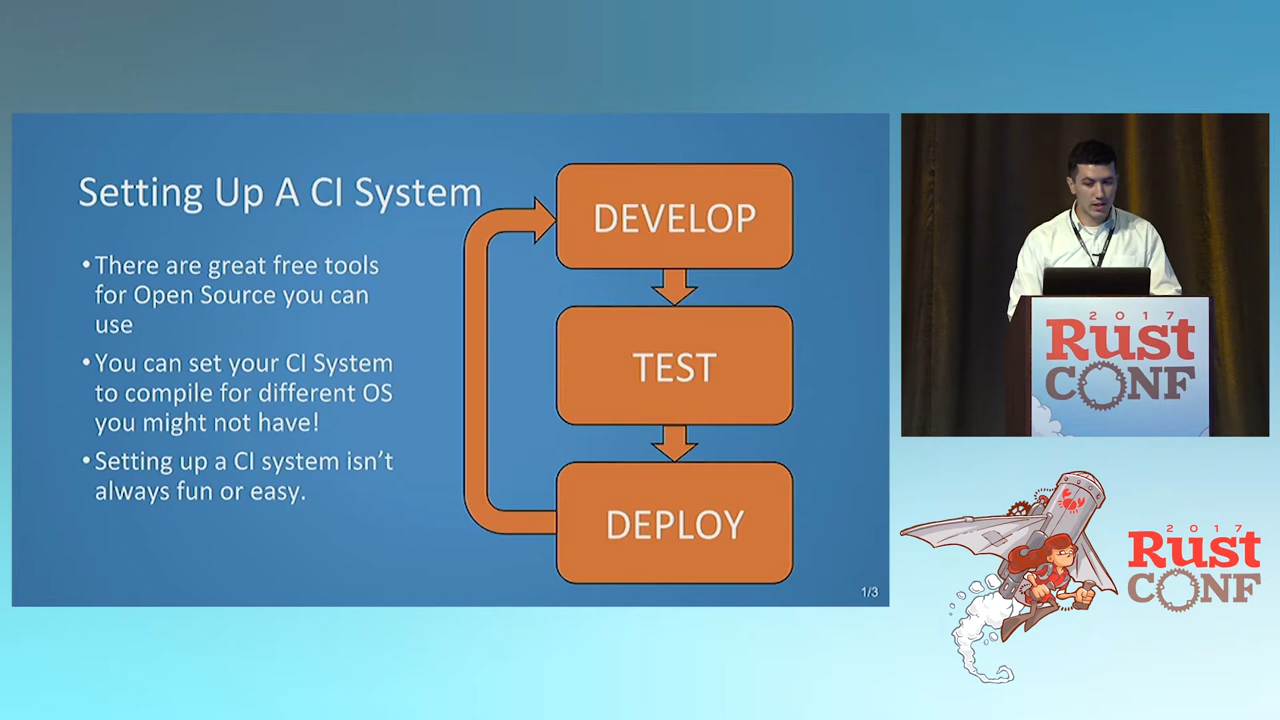 Setting Up A CI System
•There are great free tools
for Open Source you can
use
•You can set your CI System
to compile for different OS
you might not have!
•Setting up a CI system isn't
always fun or easy.
DEVELOP
TEST
DEPLOY
1/3
2017
Rust
CONF
2017
Rust
CONF